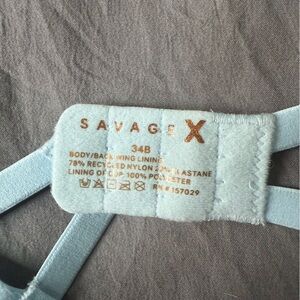 SAVAGE X
34B
BODY/BACK WING LINING
78% RECYCLED NYLON 22% ELASTANE
LINING OF CUP 100% POLYESTER
RN# 157029